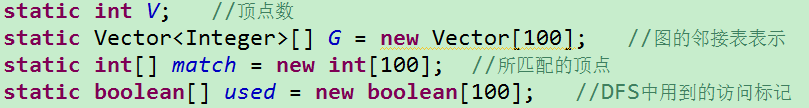 static int V;   //顶点数
static Vector<Integer>[] G = new Vector[100];   //图的邻接表表示
static int[] match = new int[100];  //所匹配的顶点
static boolean[] used = new boolean[100];   //DFS中用到的访问标记